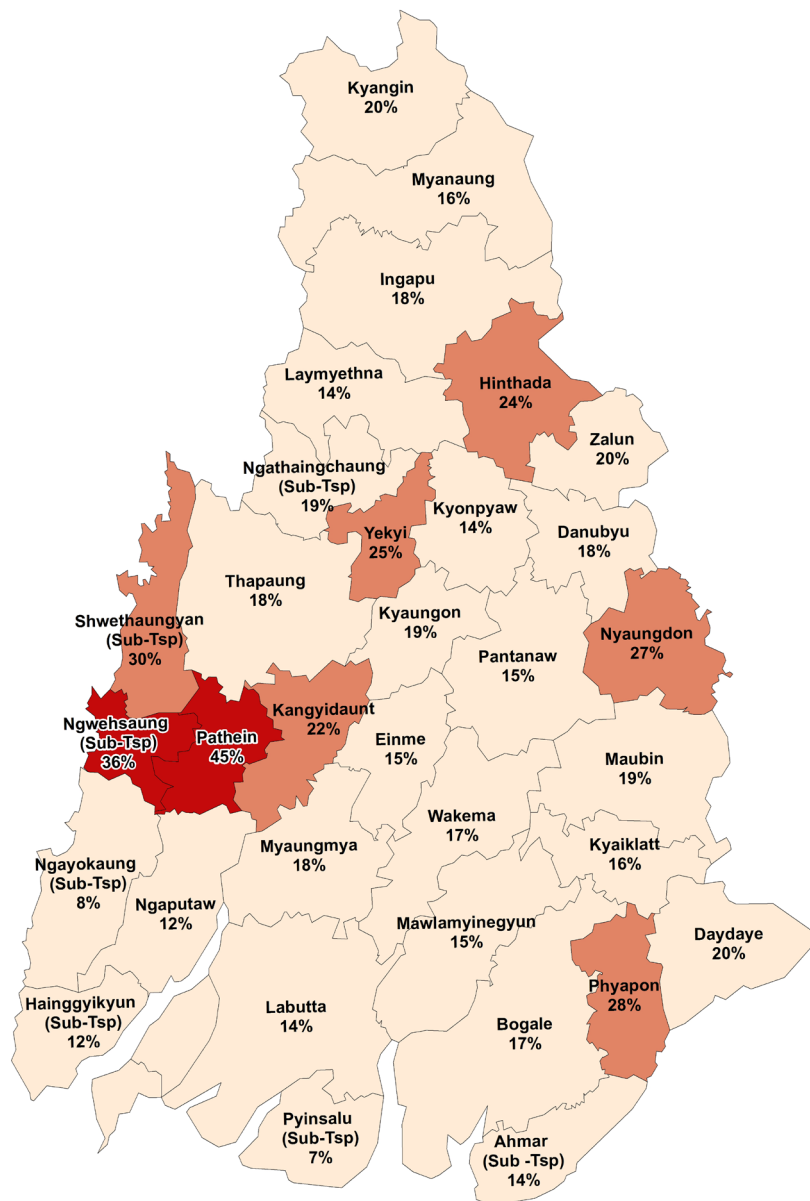 Kyangin
20%
Myanaung
16%
Ingapu
18%
Laymyethna
14%
Hinthada
24%
Zalun
20%
Ngathaingchaung
(Sub-Tsp)
19%
Yekyi
25%
Kyonpyaw
14%
Danubyu
18%
Thapaung
18%
Kyaungon
19%
Shwethaungyan
(Sub-Tsp)
30%
Nyaungdon
27%
Pantanaw
15%
Kangyidaunt
22%
Ngwehsaung
(Sub-Tsp)
36%
Pathein
45%
Einme
15%
Maubin
19%
Wakema
17%
Myaungmya
18%
Kyaiklatt
16%
Ngayokaung
(Sub-Tsp)
8%
Ngaputaw
12%
Mawlamyinegyun
15%
Daydaye
20%
Phyapon
28%
Hainggyikyun
(Sub-Tsp)
12%
Labutta
14%
Bogale
17%
Pyinsalu
(Sub-Tsp)
7%
Ahmar
(Sub -Tsp)
14%